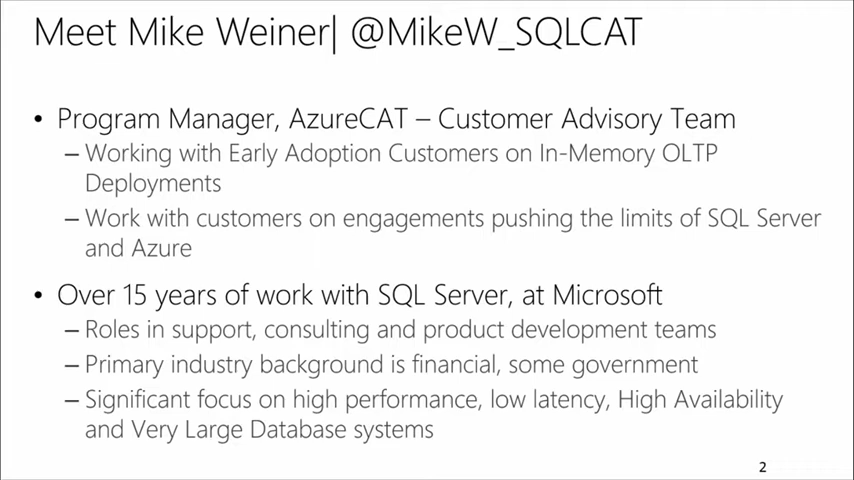 Meet Mike Weiner| @MikeW_SQLCAT
• Program Manager, AzureCAT – Customer Advisory Team
– Working with Early Adoption Customers on In-Memory OLTP
Deployments
– Work with customers on engagements pushing the limits of SQL Server
and Azure
• Over 15 years of work with SQL Server, at Microsoft
– Roles in support, consulting and product development teams
– Primary industry background is financial, some government
– Significant focus on high performance, low latency, High Availability
and Very Large Database systems
2